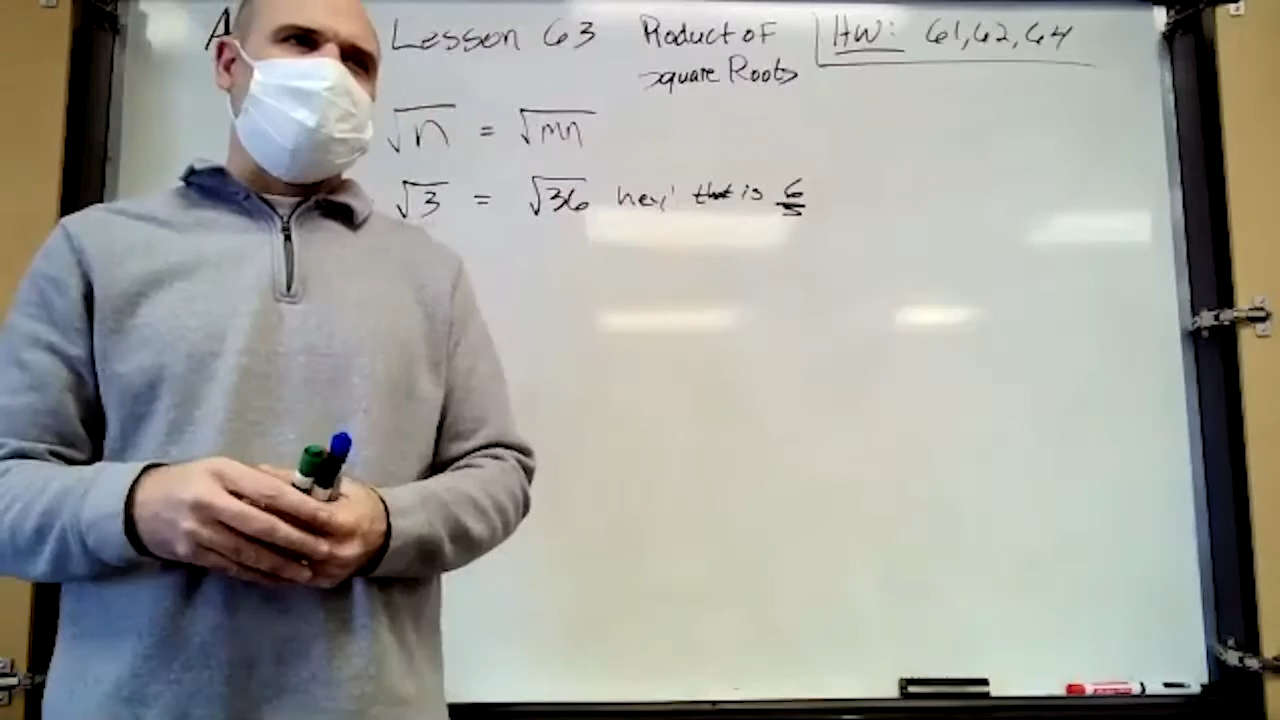 A Lesson 63 Product of Square Roots HW: 61, 62, 64
√n = √mn
√3 = √36 hey! that is 6